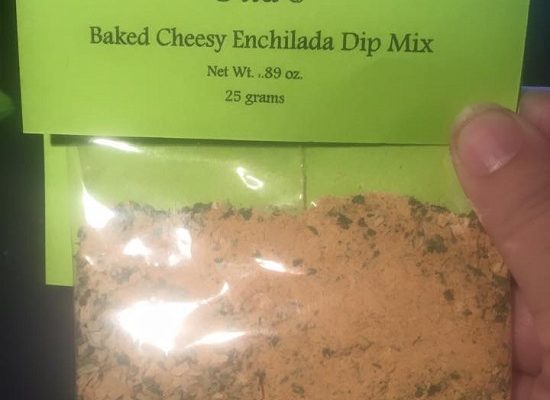 Baked Cheesy Enchilada Dip Mix
Net Wt. .89 oz.
25 grams